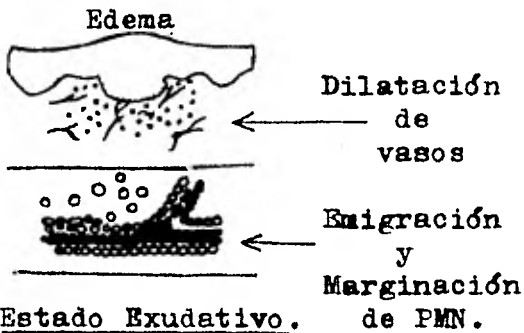 Edema
Dilatación
de
vasos
Emigración
y
Marginación
de PMN.
Estado Exudativo.